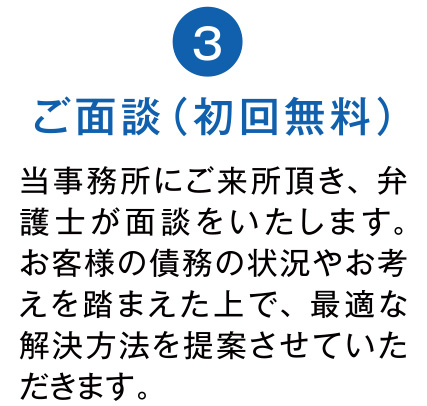 3
ご面談（初回無料）
当事務所にご来所頂き、弁
護士が面談をいたします。
お客様の債務の状況やお考
えを踏まえた上で、最適な
解決方法を提案させていた
だきます。